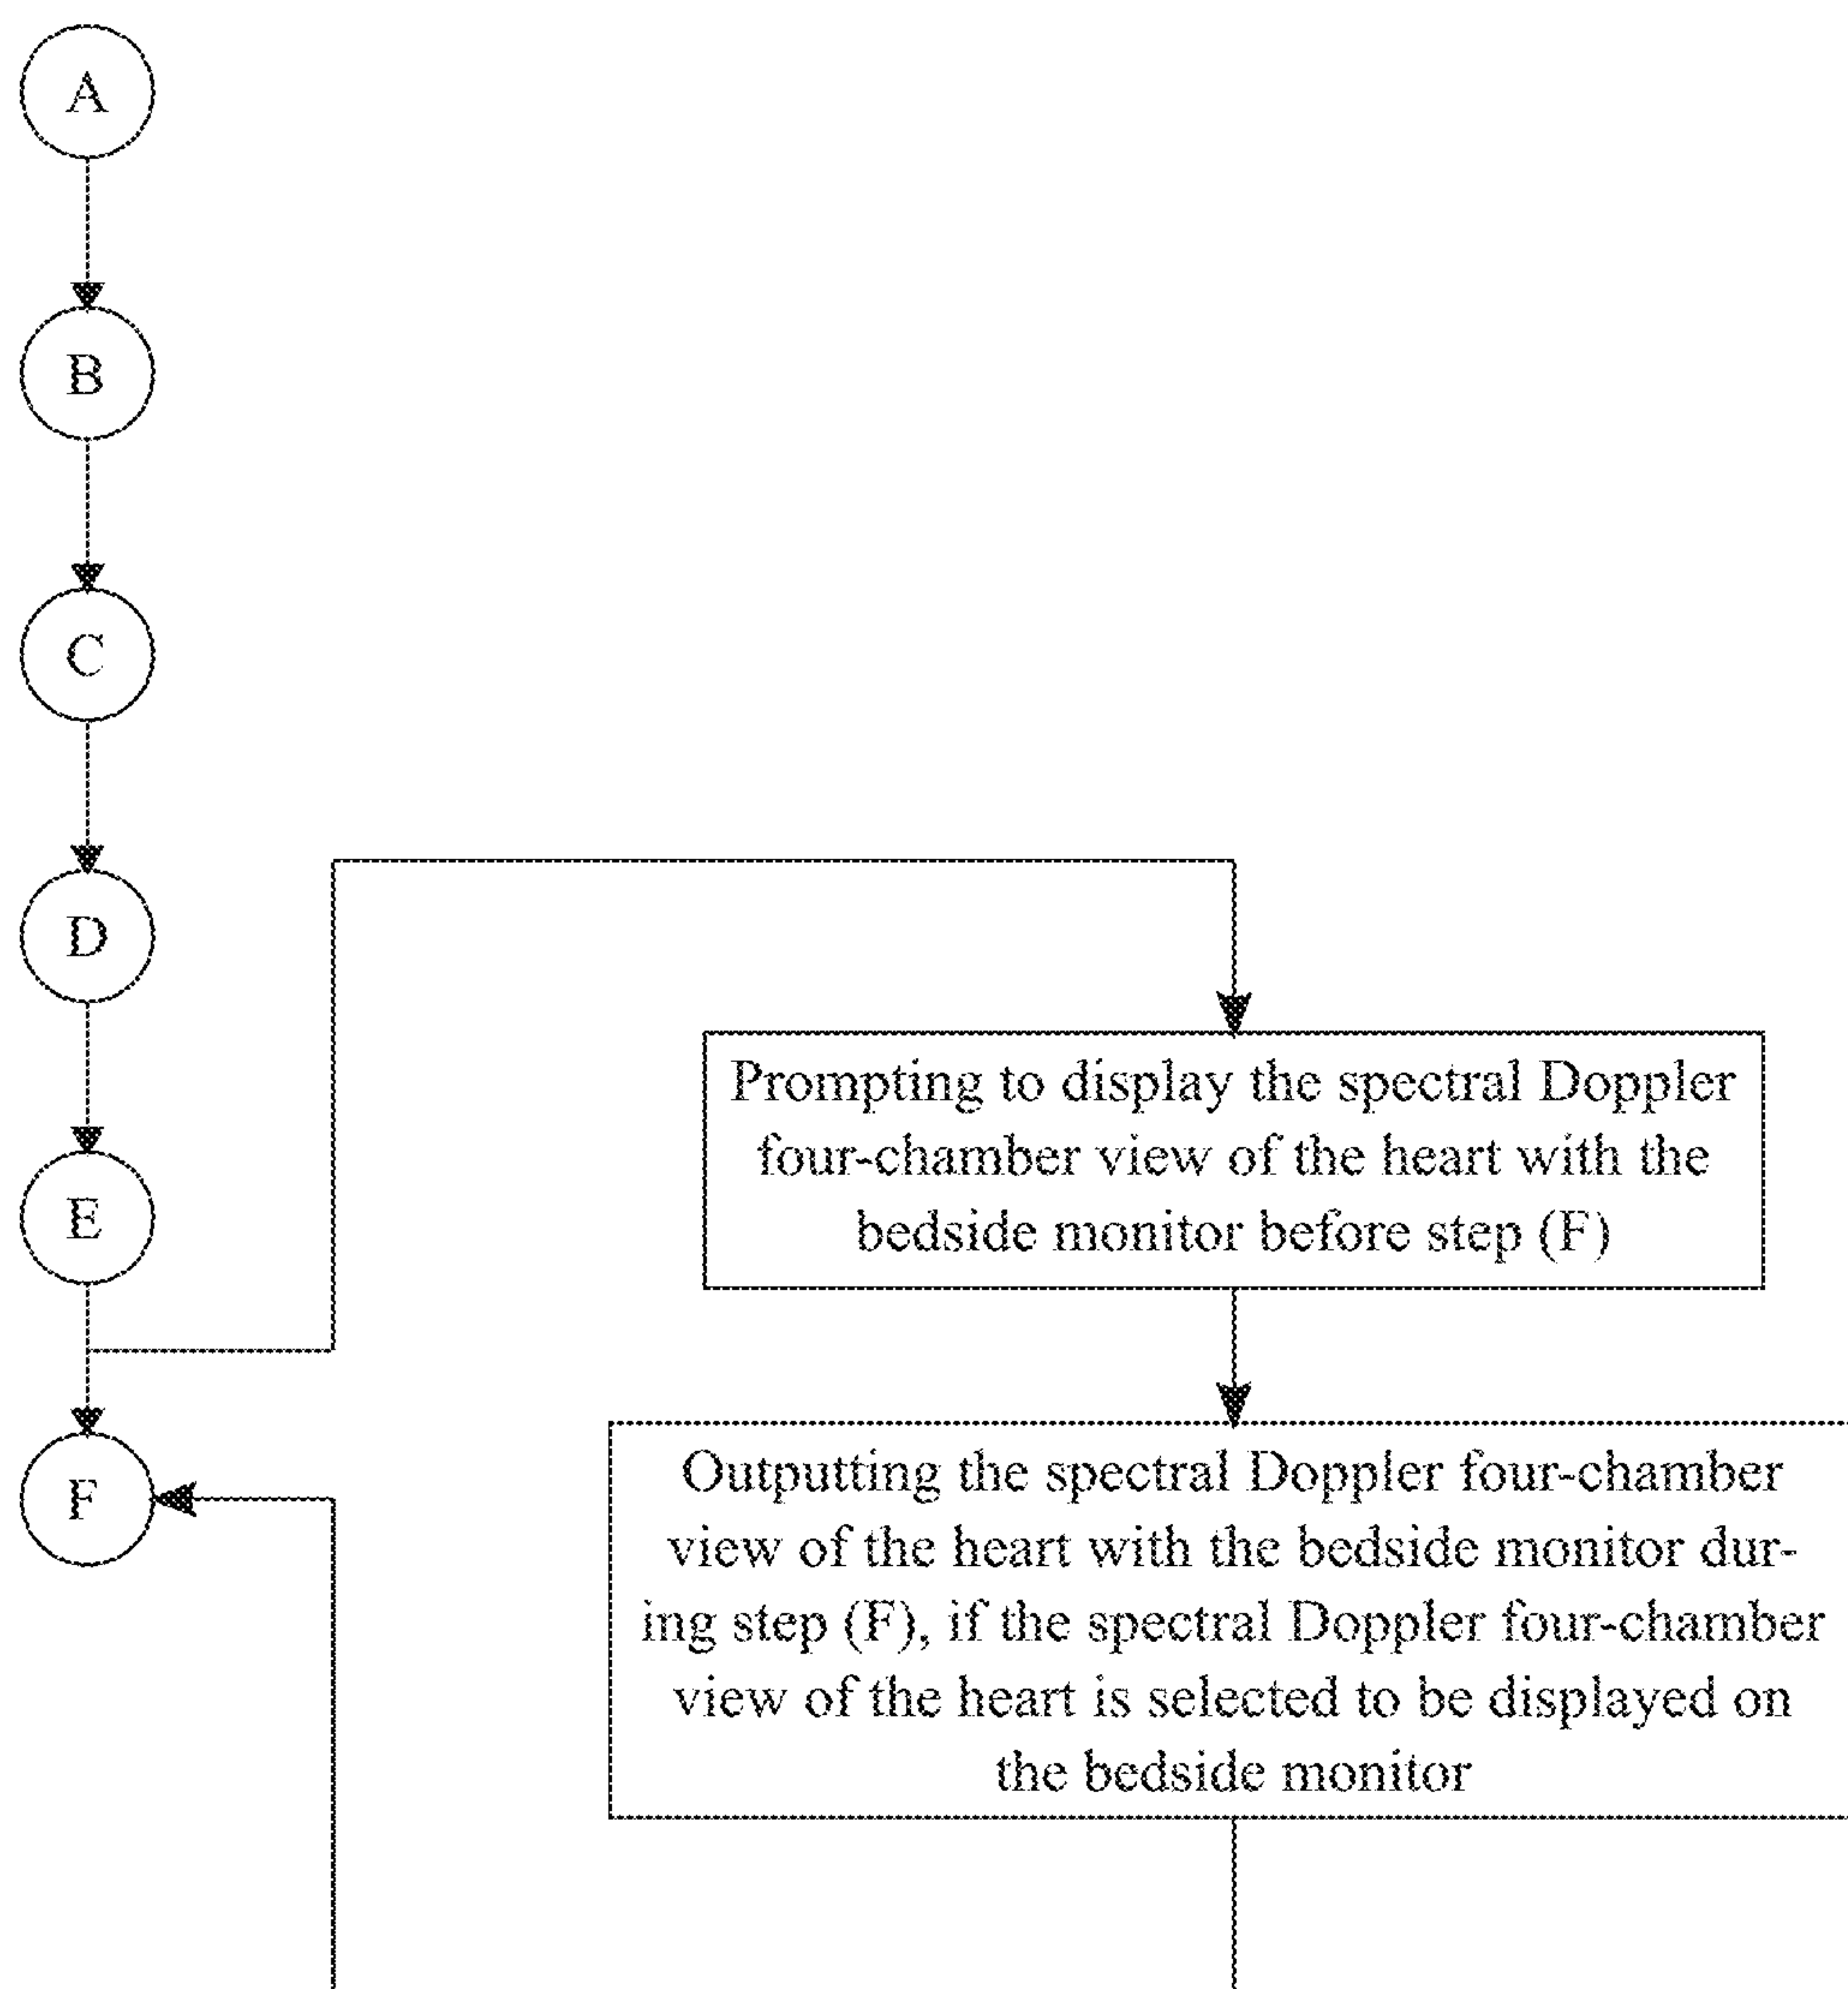 A
B
C
D
E
F
Prompting to display the spectral Doppler
four-chamber view of the heart with the
bedside monitor before step (F)
Outputting the spectral Doppler four-chamber
view of the heart with the bedside monitor dur-
ing step (F), if the spectral Doppler four-chamber
view of the heart is selected to be displayed on
the bedside monitor